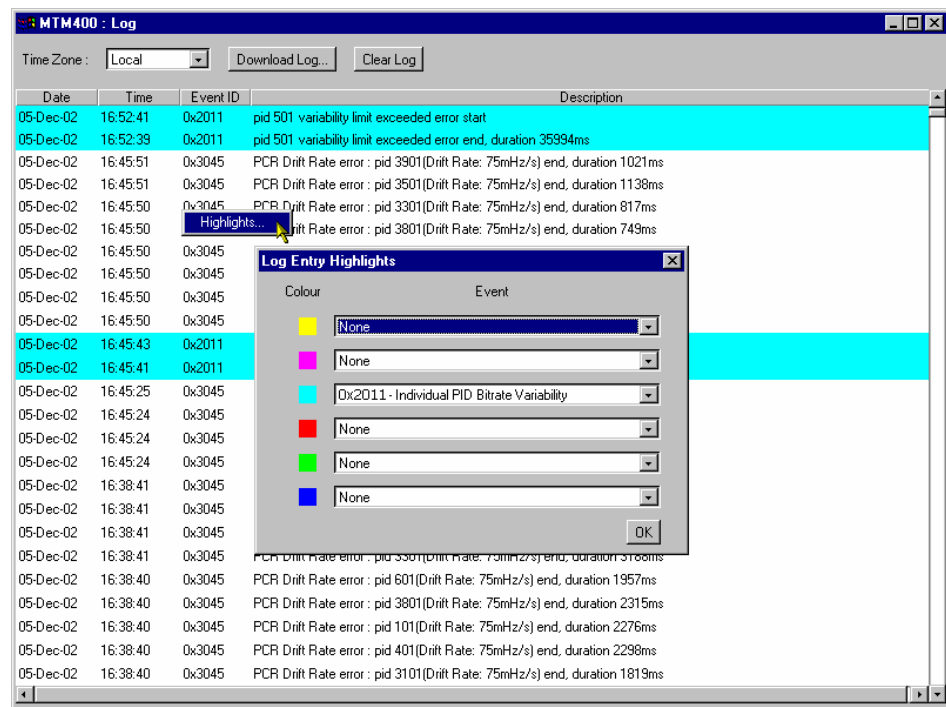 MTM400 : Log
Time Zone : Local Download Log... Clear Log
Date Time Event ID Description
05-Dec-02 16:52:41 0x2011 pid 501 variability limit exceeded error start
05-Dec-02 16:52:39 0x2011 pid 501 variability limit exceeded error end, duration 35994ms
05-Dec-02 16:45:51 0x3045 PCR Drift Rate error : pid 3901(Drift Rate: 75mHz/s) end, duration 1021ms
05-Dec-02 16:45:51 0x3045 PCR Drift Rate error : pid 3501(Drift Rate: 75mHz/s) end, duration 1138ms
05-Dec-02 16:45:50 0x3045 PCR Drift Rate error : pid 3301(Drift Rate: 75mHz/s) end, duration 817ms
05-Dec-02 16:45:50 Highlights... ift Rate error : pid 3801(Drift Rate: 75mHz/s) end, duration 749ms
05-Dec-02 16:45:50 0x3045
05-Dec-02 16:45:50 0x3045
05-Dec-02 16:45:50 0x3045
05-Dec-02 16:45:50 0x3045
05-Dec-02 16:45:43 0x2011
05-Dec-02 16:45:41 0x2011
05-Dec-02 16:45:25 0x3045
05-Dec-02 16:45:24 0x3045
05-Dec-02 16:45:24 0x3045
05-Dec-02 16:45:24 0x3045
05-Dec-02 16:38:41 0x3045
05-Dec-02 16:38:41 0x3045
05-Dec-02 16:38:41 0x3045
05-Dec-02 16:38:41 0x3045 PCR Drift Rate error : pid 3301(Drift Rate: 75mHz/s) end, duration 3188ms
05-Dec-02 16:38:40 0x3045 PCR Drift Rate error : pid 601(Drift Rate: 75mHz/s) end, duration 1957ms
05-Dec-02 16:38:40 0x3045 PCR Drift Rate error : pid 3801(Drift Rate: 75mHz/s) end, duration 2315ms
05-Dec-02 16:38:40 0x3045 PCR Drift Rate error : pid 101(Drift Rate: 75mHz/s) end, duration 2276ms
05-Dec-02 16:38:40 0x3045 PCR Drift Rate error : pid 401(Drift Rate: 75mHz/s) end, duration 2298ms
05-Dec-02 16:38:40 0x3045 PCR Drift Rate error : pid 3101(Drift Rate: 75mHz/s) end, duration 1819ms
Log Entry Highlights
Colour Event
None
None
0x2011 - Individual PID Bitrate Variability
None
None
None
OK